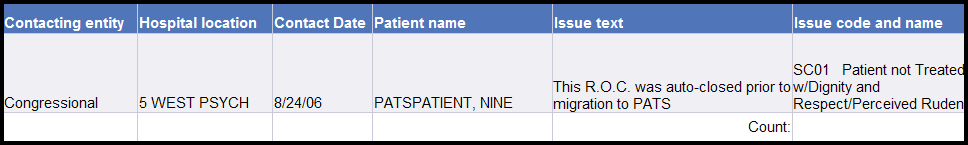 Contacting entity Hospital location Contact Date Patient name Issue text Issue code and name
Congressional 5 WEST PSYCH 8/24/06 PATSPATIENT, NINE This R.O.C. was auto-closed prior to migration to PATS SC01 Patient not Treated w/Dignity and Respect/Perceived Ruden
Count: